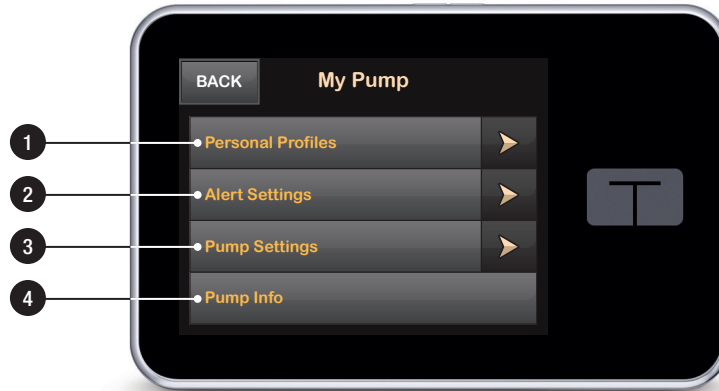 BACK
My Pump
1
Personal Profiles
2
Alert Settings
3
Pump Settings
4
Pump Info